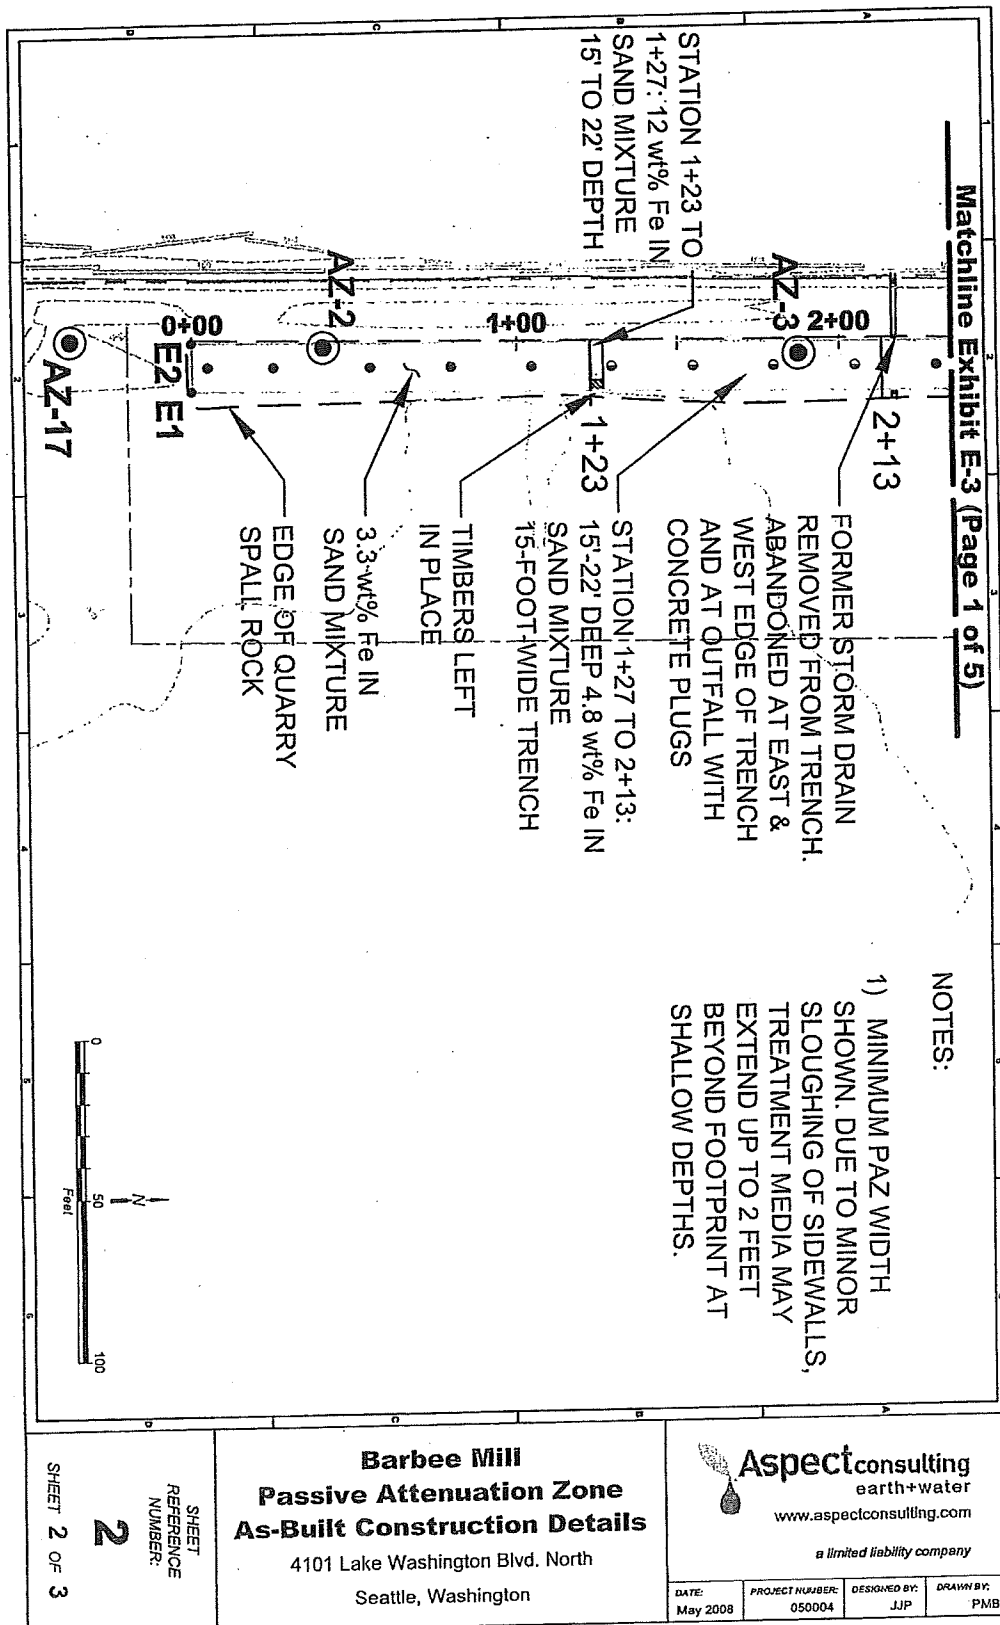 Matchline Exhibit E-3 (Page 1 of 5)
STATION 1+23 TO
1+27: 12 wt% Fe IN
SAND MIXTURE
15' TO 22' DEPTH
AZ-3
2+00
AZ-2
1+00
0+00
E2 E1
AZ-17
2+13
1+23
FORMER STORM DRAIN
REMOVED FROM TRENCH.
ABANDONED AT EAST &
WEST EDGE OF TRENCH
AND AT OUTFALL WITH
CONCRETE PLUGS
STATION 1+27 TO 2+13:
15'-22' DEEP 4.8 wt% Fe IN
SAND MIXTURE
15-FOOT-WIDE TRENCH
TIMBERS LEFT
IN PLACE
3.3-wt% Fe IN
SAND MIXTURE
EDGE OF QUARRY
SPALL ROCK
NOTES:
1) MINIMUM PAZ WIDTH
SHOWN. DUE TO MINOR
SLOUGHING OF SIDEWALLS,
TREATMENT MEDIA MAY
EXTEND UP TO 2 FEET
BEYOND FOOTPRINT AT
SHALLOW DEPTHS.
N
0 50 100
Feet
Aspect consulting
earth+water
www.aspectconsulting.com
a limited liability company
DATE:
May 2008
PROJECT NUMBER:
050004
DESIGNED BY:
JJP
DRAWN BY:
PMB
Barbee Mill
Passive Attenuation Zone
As-Built Construction Details
4101 Lake Washington Blvd. North
Seattle, Washington
SHEET
REFERENCE
NUMBER:
2
SHEET 2 OF 3